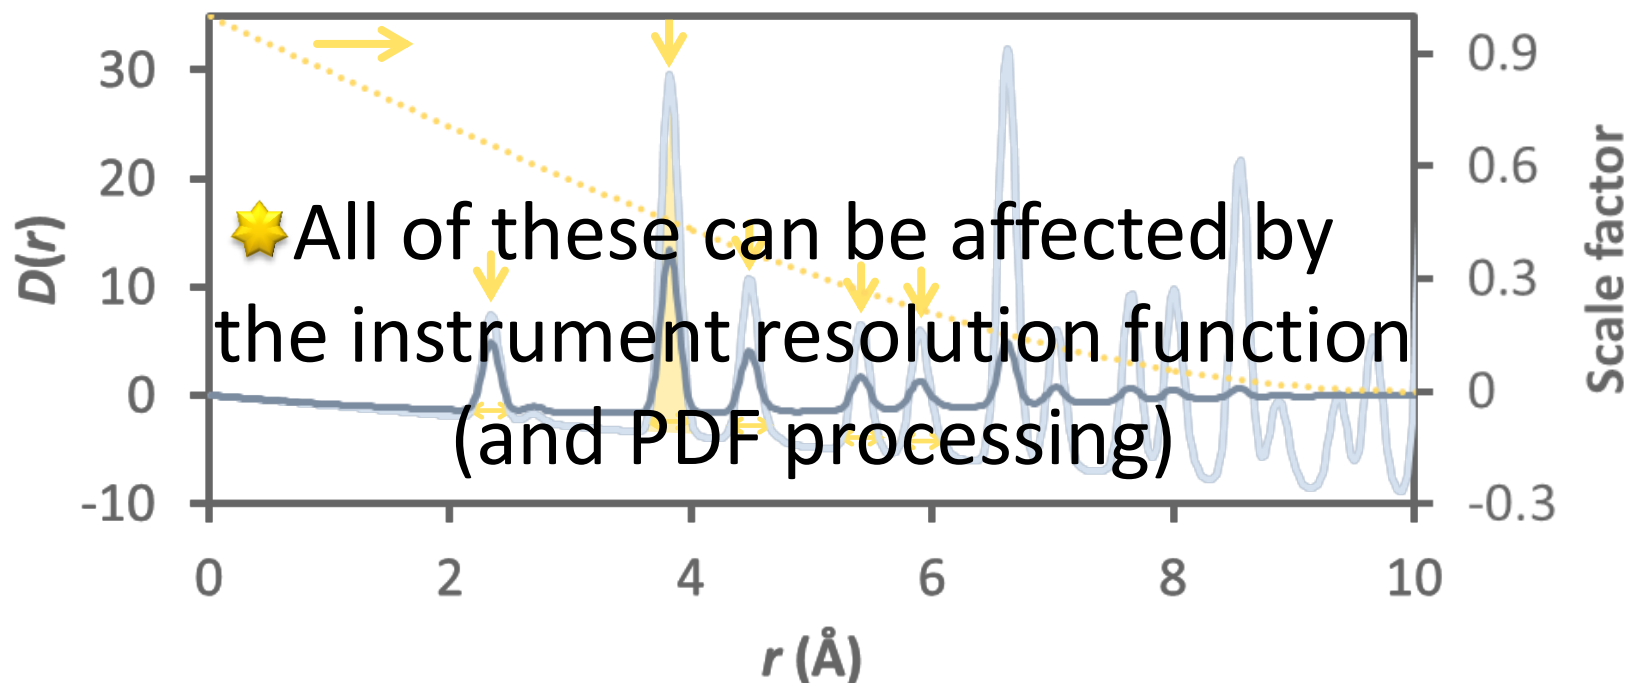 30
20
10
0
-10
D(r)
All of these can be affected by
the instrument resolution function
(and PDF processing)
0.9
0.6
0.3
0
-0.3
Scale factor
0 2 4 6 8 10
r (Å)